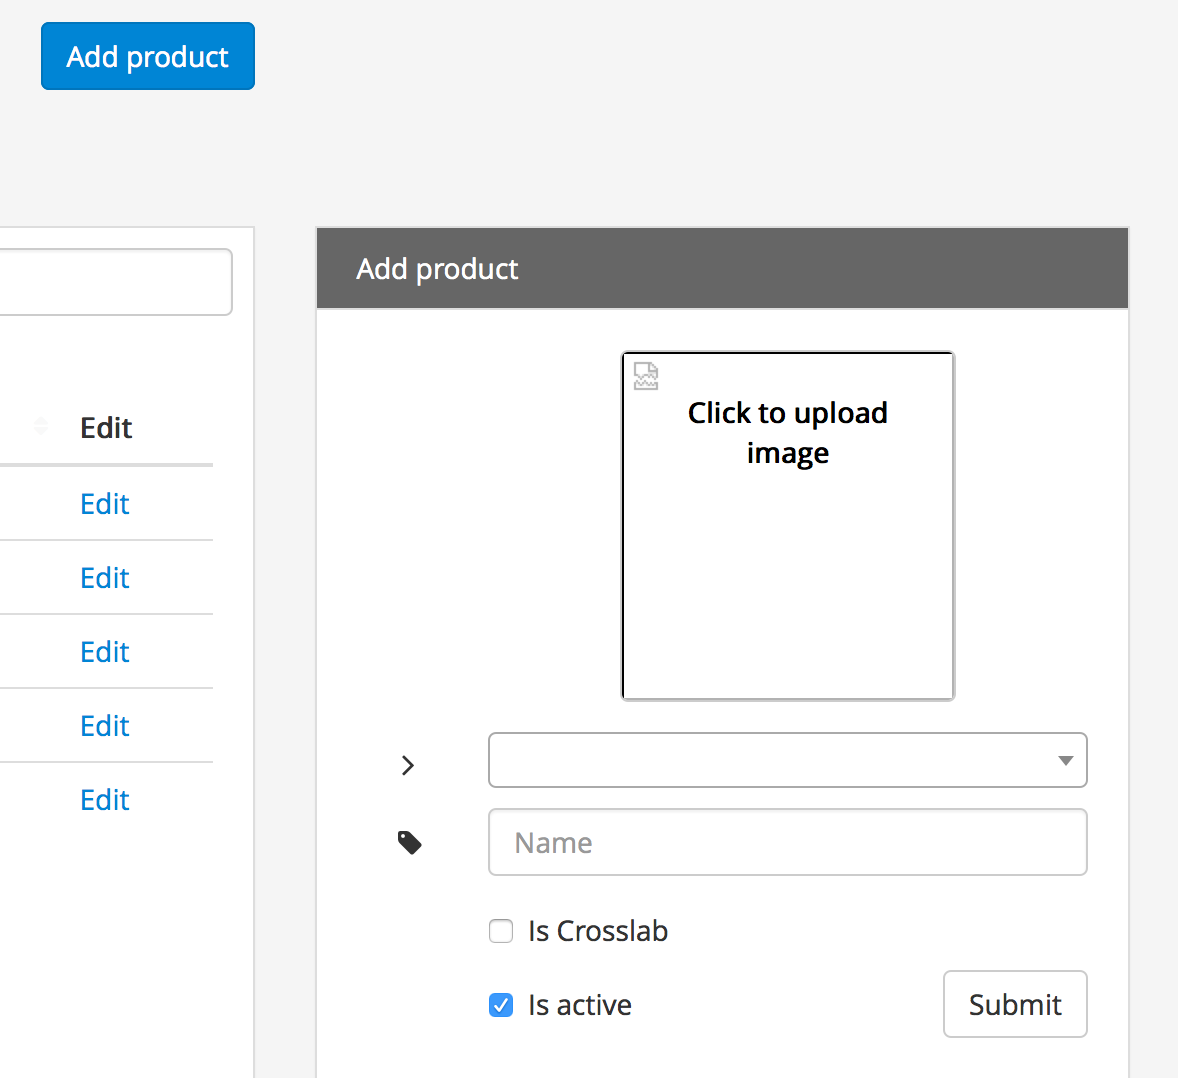 Add product
Edit
Edit
Edit
Edit
Edit
Edit
Add product
Click to upload
image
Name
Is Crosslab
Is active
Submit